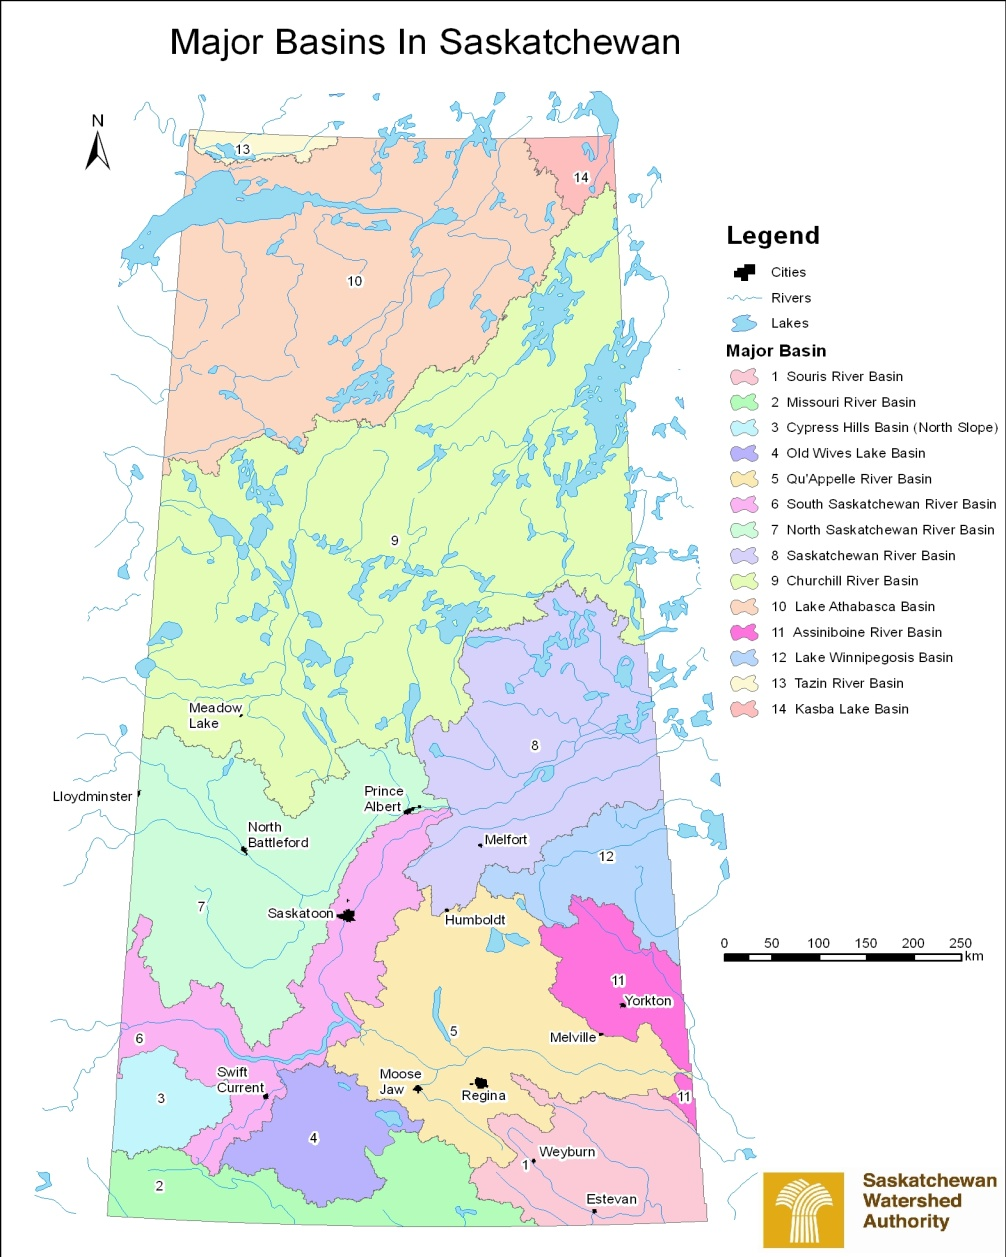 Major Basins In Saskatchewan
N
13
14
10
9
Meadow
Lake
8
Lloydminster
Prince
Albert
North
Battleford
Melfort
12
7
Saskatoon
Humboldt
11
Yorkton
6
5
Melville
Swift
Current
Moose
Jaw
Regina
3
11
4
Weyburn
1
2
Estevan
Legend
Cities
Rivers
Lakes
Major Basin
1 Souris River Basin
2 Missouri River Basin
3 Cypress Hills Basin (North Slope)
4 Old Wives Lake Basin
5 Qu'Appelle River Basin
6 South Saskatchewan River Basin
7 North Saskatchewan River Basin
8 Saskatchewan River Basin
9 Churchill River Basin
10 Lake Athabasca Basin
11 Assiniboine River Basin
12 Lake Winnipegosis Basin
13 Tazin River Basin
14 Kasba Lake Basin
0 50 100 150 200 250
km
Saskatchewan
Watershed
Authority